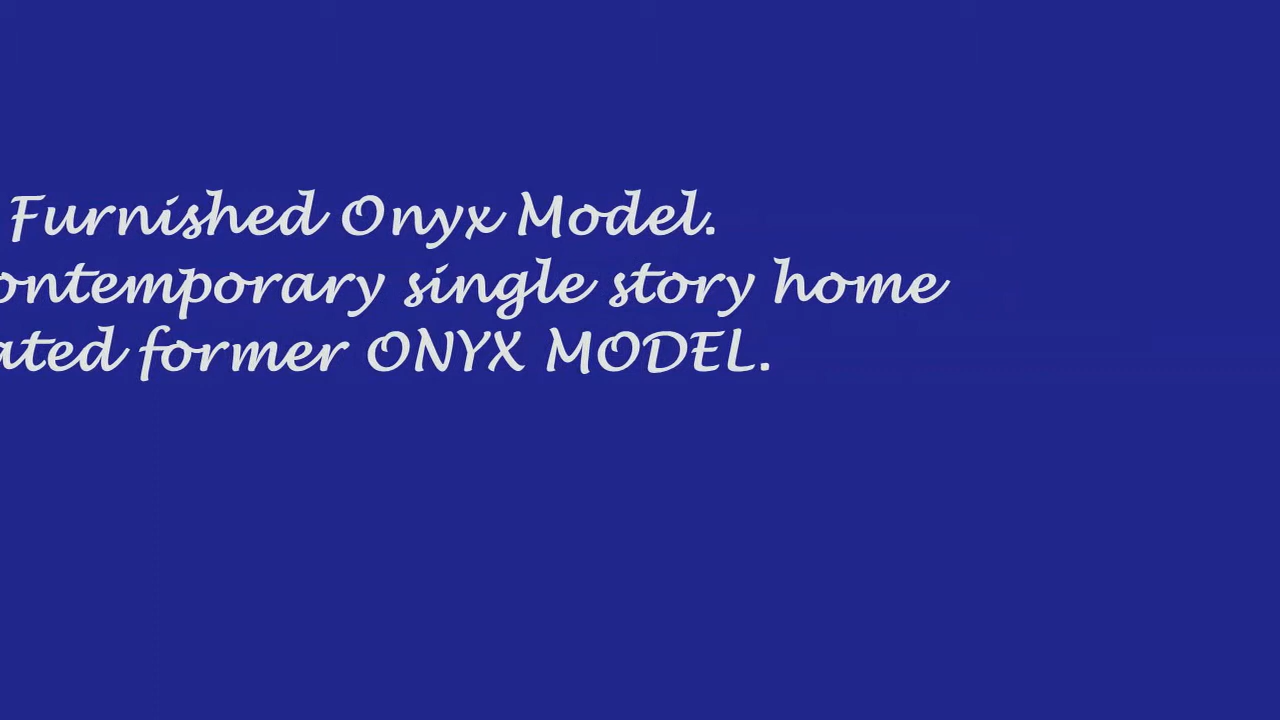 Furnished Onyx Model.
ontemporary single story home
ated former ONYX MODEL.